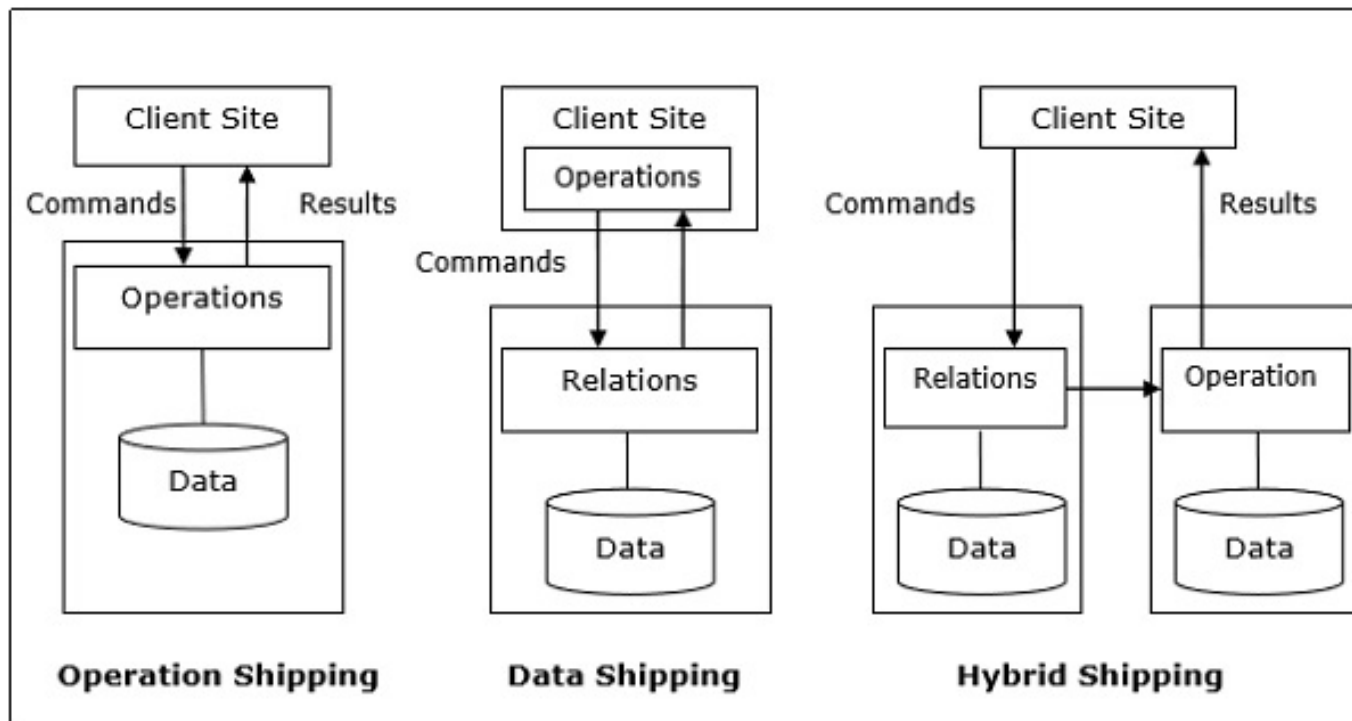 Client Site
Commands
Results
Operations
Data
Operation Shipping
Client Site
Operations
Commands
Relations
Data
Data Shipping
Client Site
Commands
Results
Relations
Operation
Data
Data
Hybrid Shipping